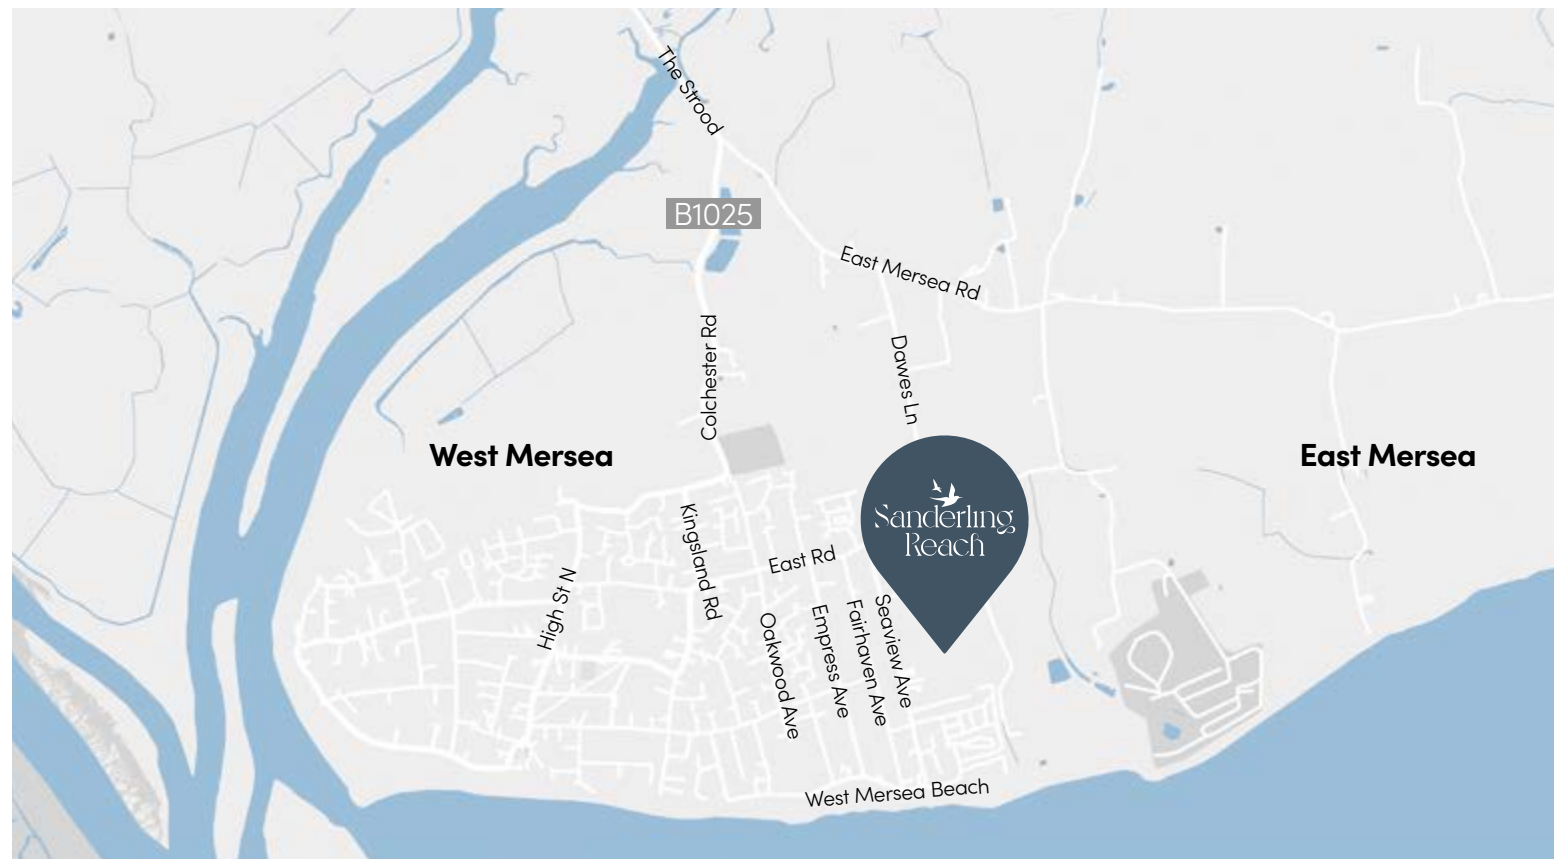 The Strood
B1025
East Mersea Rd
Colchester Rd
Dawes Ln
West Mersea
East Mersea
Sanderling
Reach
Kingsland Rd
East Rd
High St N
Oakwood Ave
Empress Ave
Fairhaven Ave
Seaview Ave
West Mersea Beach